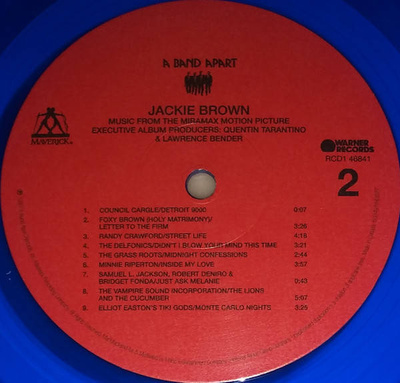 A BAND APART
JACKIE BROWN
MUSIC FROM THE MIRAMAX MOTION PICTURE
EXECUTIVE ALBUM PRODUCERS: QUENTIN TARANTINO
& LAWRENCE BENDER
MAVERICK
WARNER
RECORDS
RCD1 46841
2
1. COUNCIL CARGLE/DETROIT 9000 0:07
2. FOXY BROWN (HOLY MATRIMONY)/
LETTER TO THE FIRM 3:26
3. RANDY CRAWFORD/STREET LIFE 4:18
4. THE DELFONICS/DIDN'T I BLOW YOUR MIND THIS TIME 3:21
5. THE GRASS ROOTS/MIDNIGHT CONFESSIONS 2:44
6. MINNIE RIPERTON/INSIDE MY LOVE 3:57
7. SAMUEL L. JACKSON, ROBERT DENIRO &
BRIDGET FONDA/JUST ASK MELANIE 0:43
8. THE VAMPIRE SOUND INCORPORATION/THE LIONS
AND THE CUCUMBER 5:07
9. ELLIOT EASTON'S TIKI GODS/MONTE CARLO NIGHTS 3:25